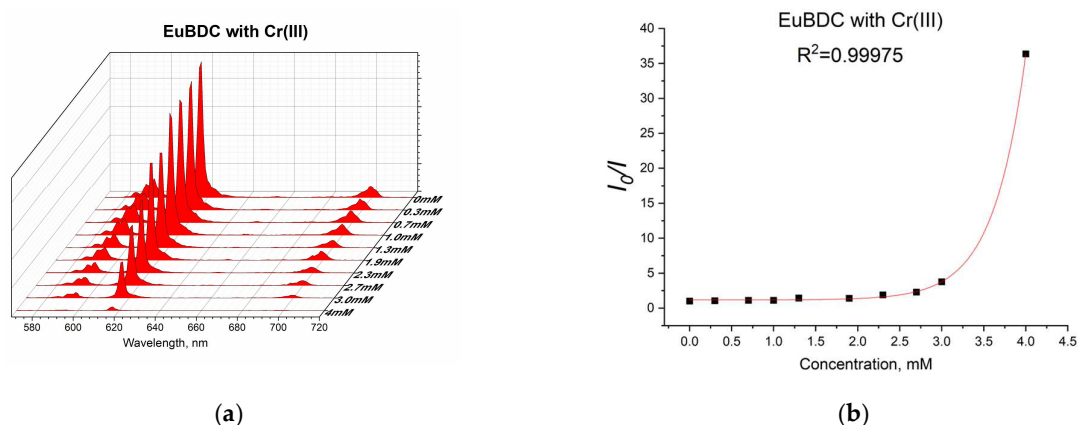 EuBDC with Cr(III)
0mM
0.3mM
0.7mM
1.0mM
1.3mM
1.9mM
2.3mM
2.7mM
3.0mM
4mM
580 600 620 640 660 680 700 720
Wavelength, nm
(a)
EuBDC with Cr(III)
R²=0.99975
40
35
30
25
20
15
10
5
0
I₀/I
0.0 0.5 1.0 1.5 2.0 2.5 3.0 3.5 4.0 4.5
Concentration, mM
(b)